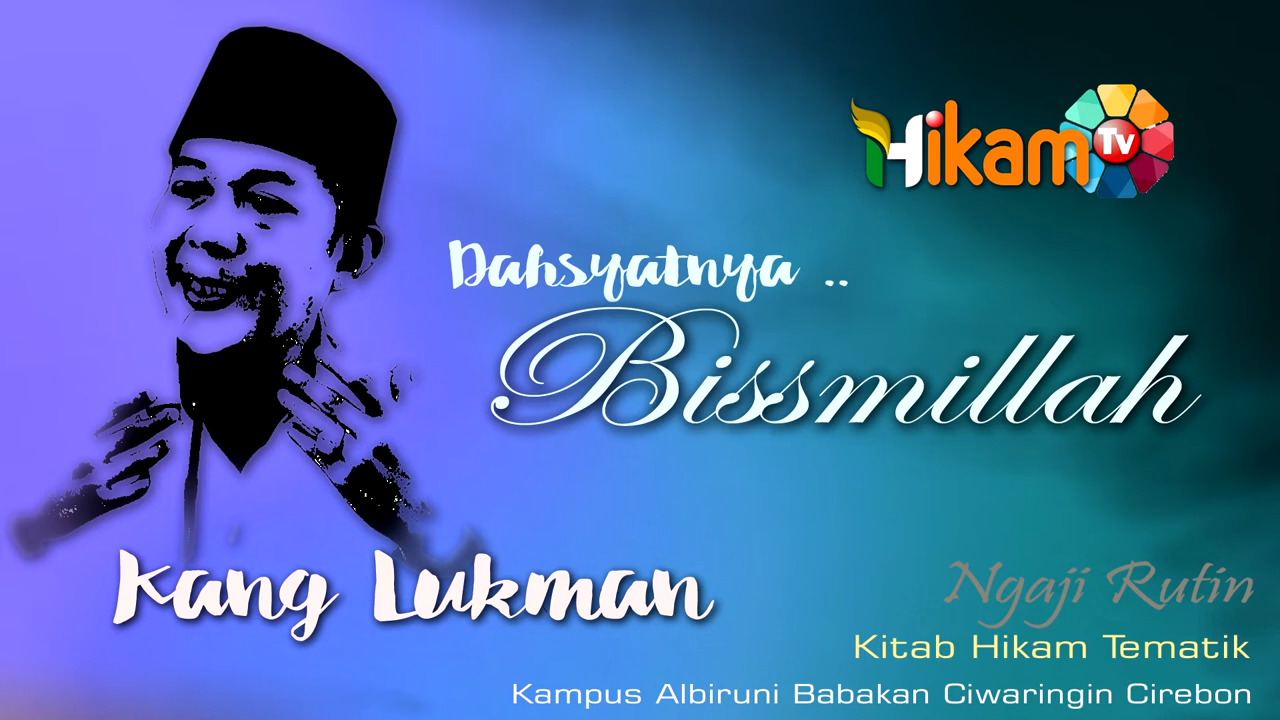 Hikam Tv
Dahsyatnya ..
Bissmillah
Kang Lukman
Ngaji Rutin
Kitab Hikam Tematik
Kampus Albiruni Babakan Ciwaringin Cirebon